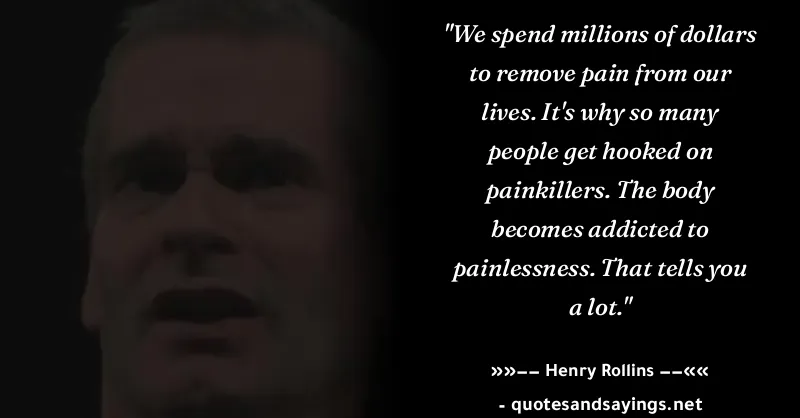 "We spend millions of dollars
to remove pain from our
lives. It's why so many
people get hooked on
painkillers. The body
becomes addicted to
painlessness. That tells you
a lot."
»»–– Henry Rollins ––««
- quotesandsayings.net